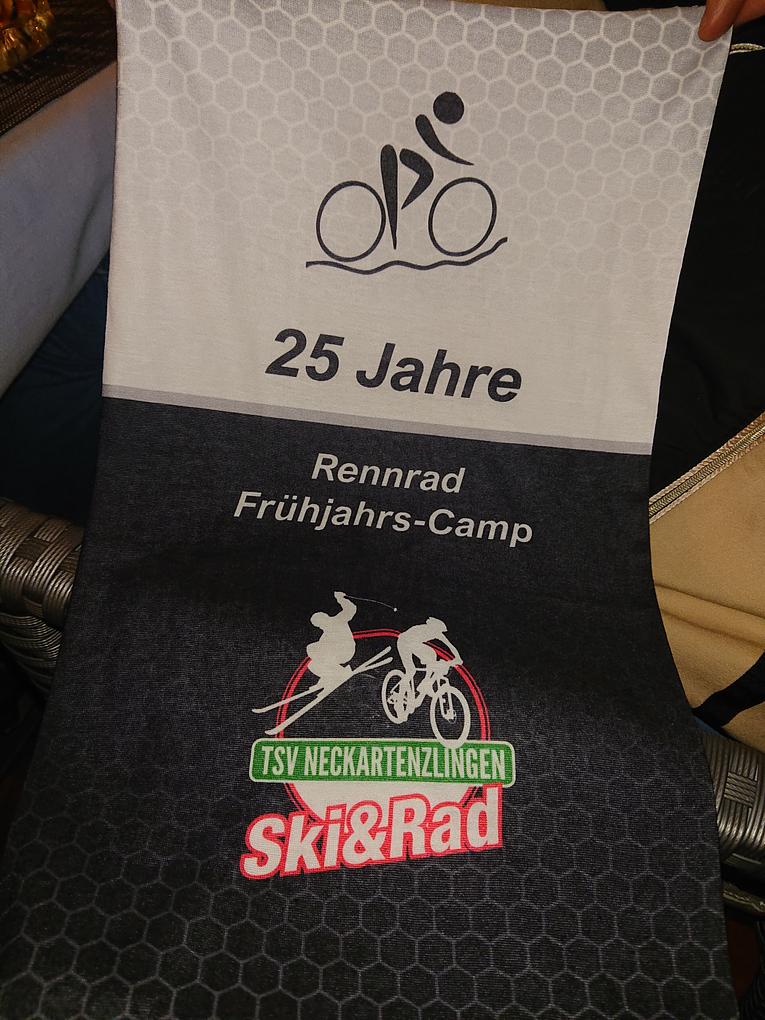 25 Jahre
Rennrad
Frühjahrs-Camp
TSV NECKARTENZLINGEN
Ski&Rad